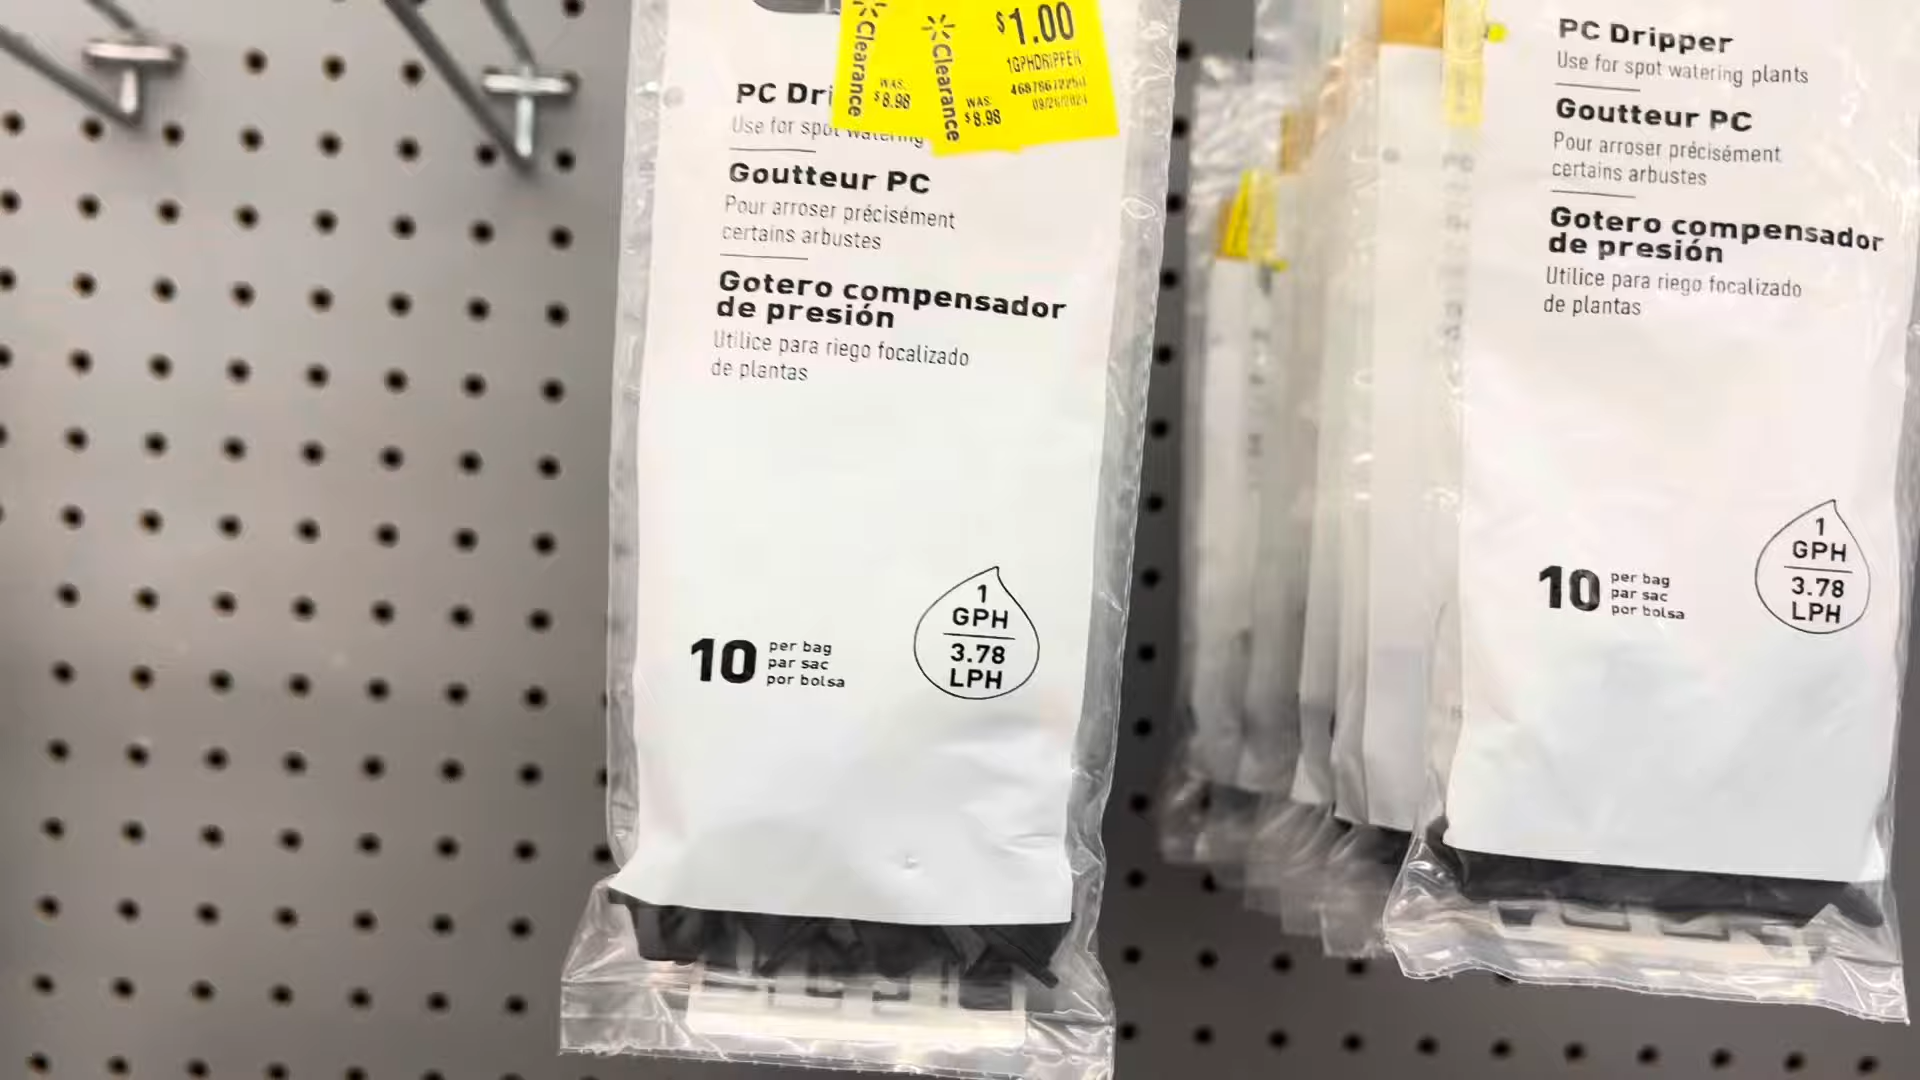 Clearance
WAS
$8.98
Clearance
WAS
$8.98
$1.00
1GPHDRIPPER
09/26/2024
PC Dri
Use for spot watering
Goutteur PC
Pour arroser précisément
certains arbustes
Gotero compensador
de presión
Utilice para riego focalizado
de plantas
10
per bag
par sac
por bolsa
1
GPH
3.78
LPH
PC Dripper
Use for spot watering plants
Goutteur PC
Pour arroser précisément
certains arbustes
Gotero compensador
de presión
Utilice para riego focalizado
de plantas
10
per bag
par sac
por bolsa
1
GPH
3.78
LPH